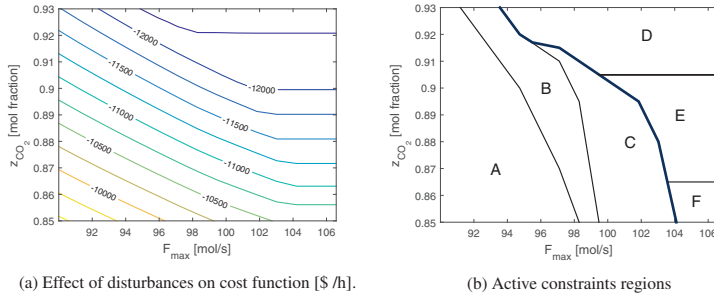 0.93
0.92
0.91
0.9
0.89
0.88
0.87
0.86
0.85
z_CO2 [mol fraction]
-12000
-11500
-11000
-10500
-10000
-12000
-11500
-11000
-10500
92 94 96 98 100 102 104 106
F_max [mol/s]
(a) Effect of disturbances on cost function [$ /h].
0.93
0.92
0.91
0.9
0.89
0.88
0.87
0.86
0.85
z_CO2 [mol fraction]
A
B
C
D
E
F
92 94 96 98 100 102 104 106
F_max [mol/s]
(b) Active constraints regions